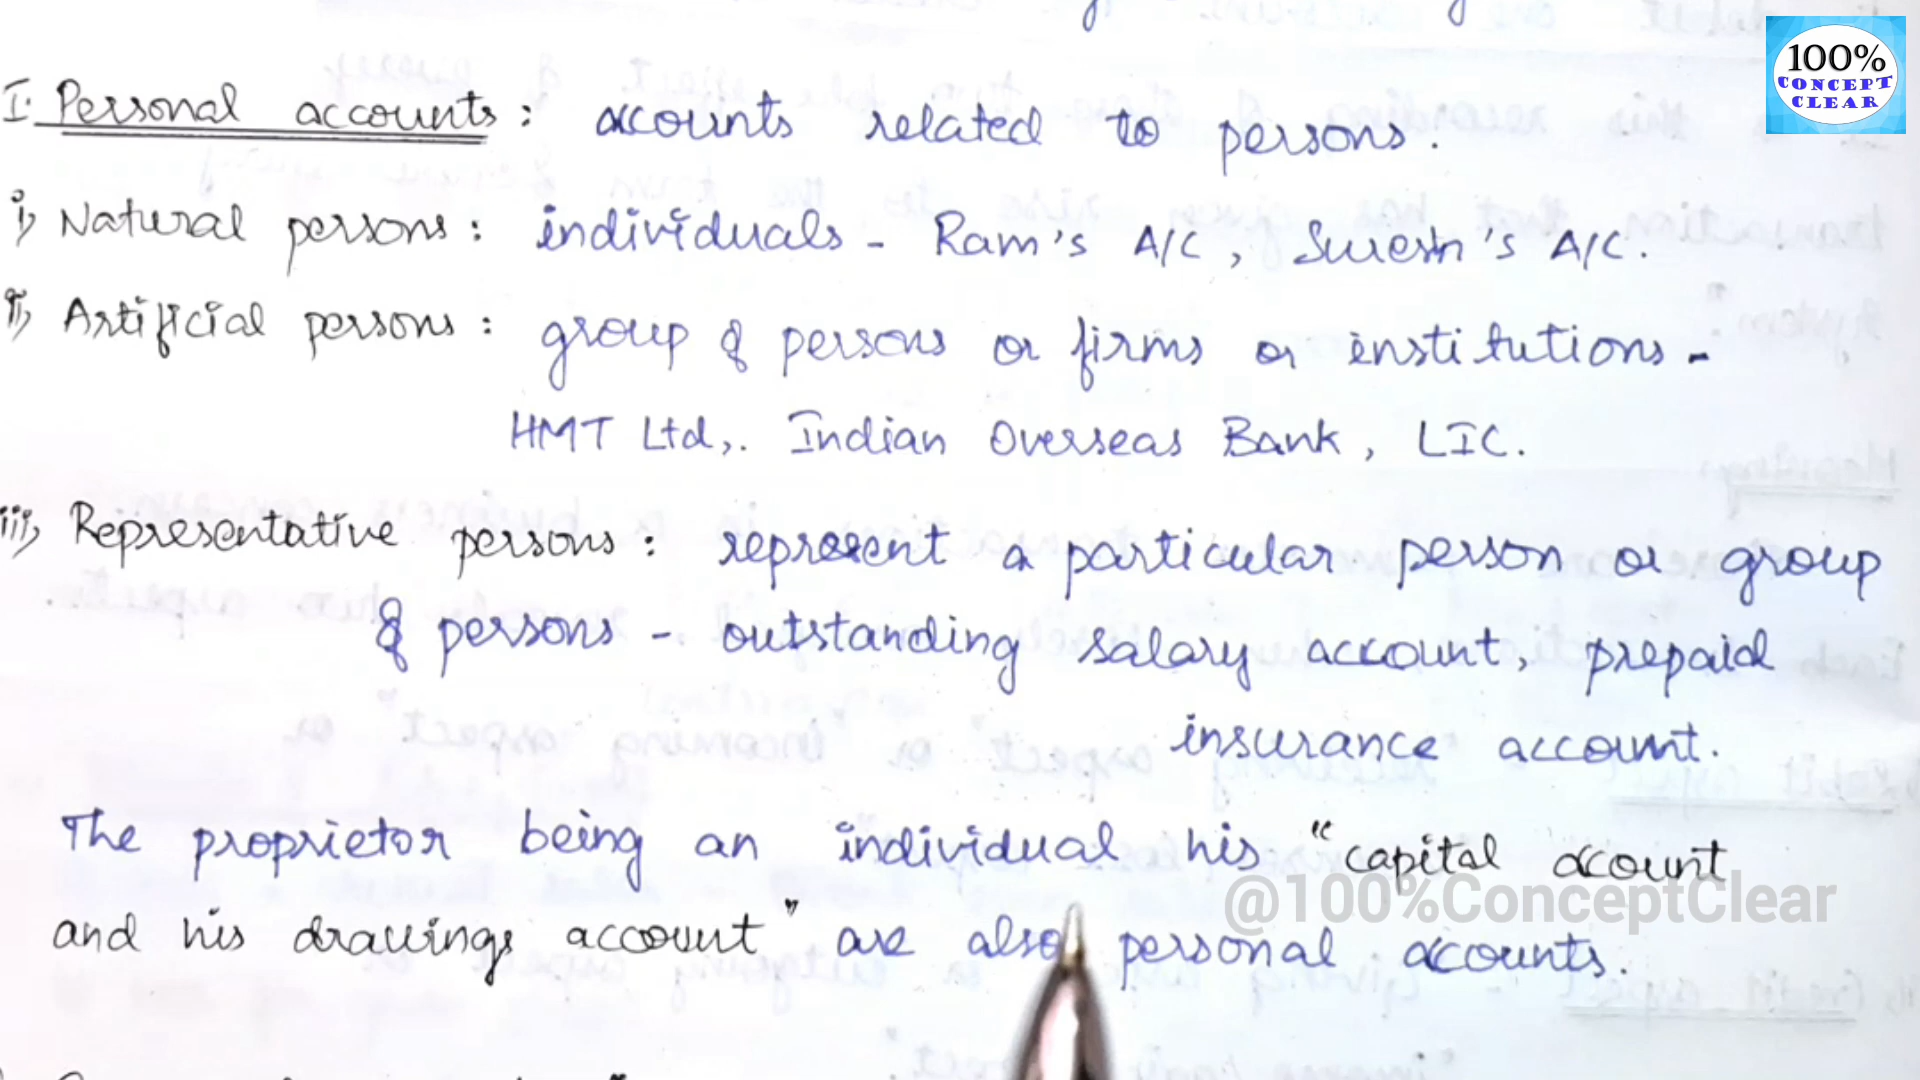 100%
CONCEPT
CLEAR
I. Personal accounts : accounts related to persons.
i) Natural persons : individuals - Ram's A/C, Suresh's A/C.
ii) Artificial persons : group of persons or firms or institutions -
HMT Ltd,. Indian Overseas Bank, LIC.
iii) Representative persons : represent a particular person or group
of persons - outstanding salary account, prepaid
insurance account.
The proprietor being an individual his "capital account
@100%ConceptClear
and his drawings account" are also personal accounts.